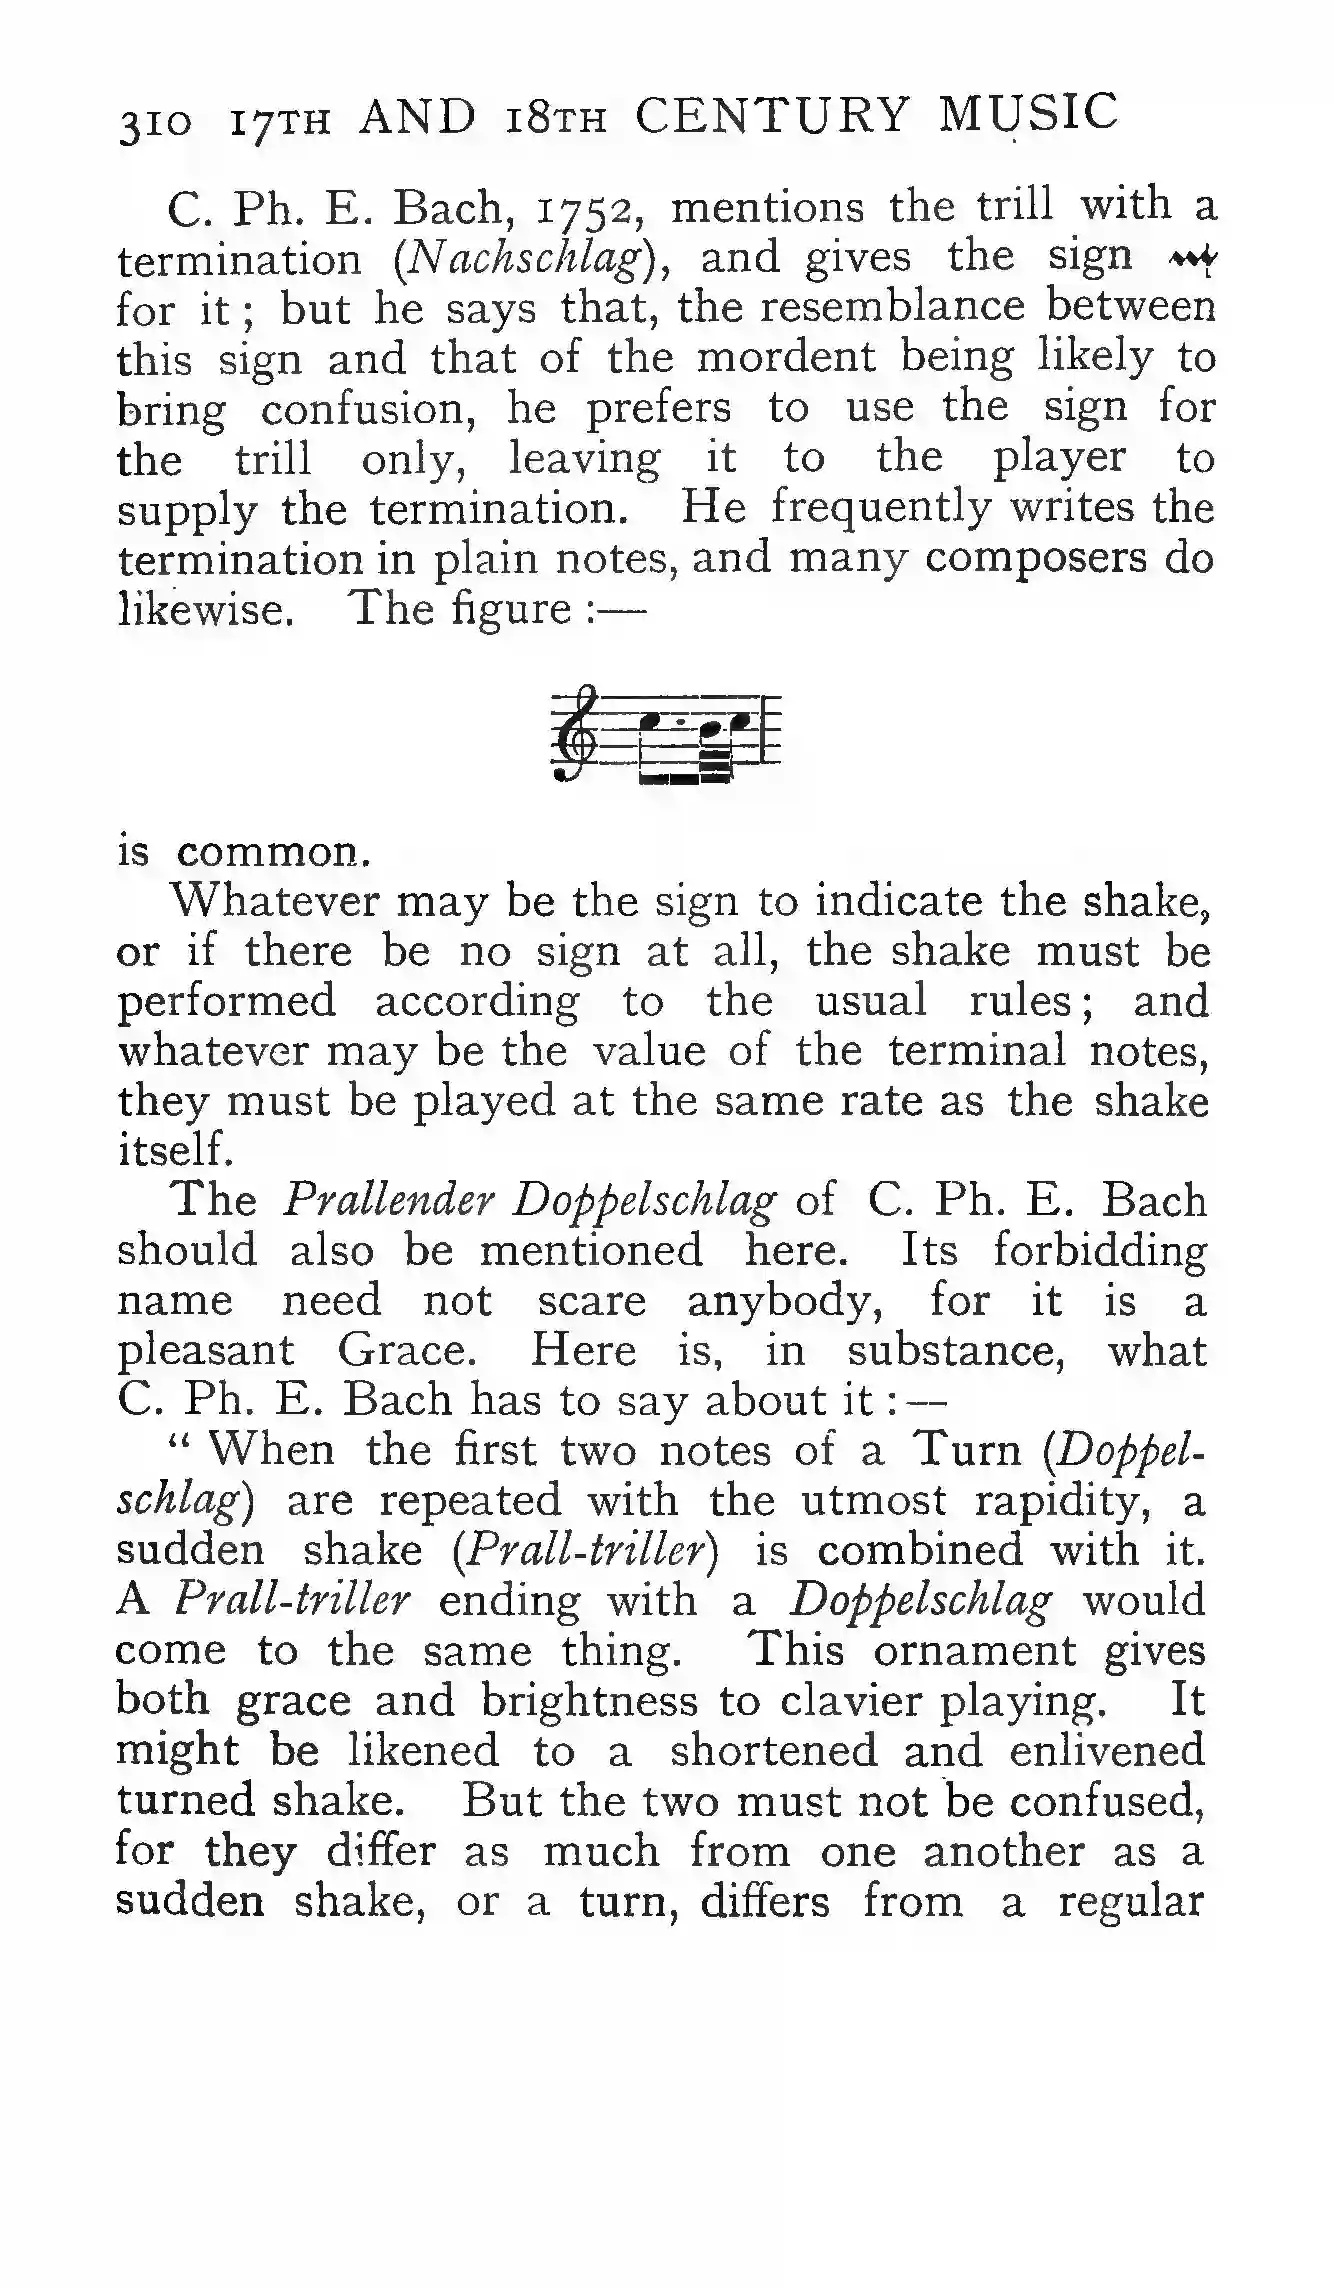 310 17TH AND 18TH CENTURY MUSIC
C. Ph. E. Bach, 1752, mentions the trill with a
termination (Nachschlag), and gives the sign
for it ; but he says that, the resemblance between
this sign and that of the mordent being likely to
bring confusion, he prefers to use the sign for
the trill only, leaving it to the player to
supply the termination. He frequently writes the
termination in plain notes, and many composers do
likewise. The figure :—
is common.
Whatever may be the sign to indicate the shake,
or if there be no sign at all, the shake must be
performed according to the usual rules ; and
whatever may be the value of the terminal notes,
they must be played at the same rate as the shake
itself.
The Prallender Doppelschlag of C. Ph. E. Bach
should also be mentioned here. Its forbidding
name need not scare anybody, for it is a
pleasant Grace. Here is, in substance, what
C. Ph. E. Bach has to say about it :—
“ When the first two notes of a Turn (Doppel-
schlag) are repeated with the utmost rapidity, a
sudden shake (Prall-triller) is combined with it.
A Prall-triller ending with a Doppelschlag would
come to the same thing. This ornament gives
both grace and brightness to clavier playing. It
might be likened to a shortened and enlivened
turned shake. But the two must not be confused,
for they differ as much from one another as a
sudden shake, or a turn, differs from a regular